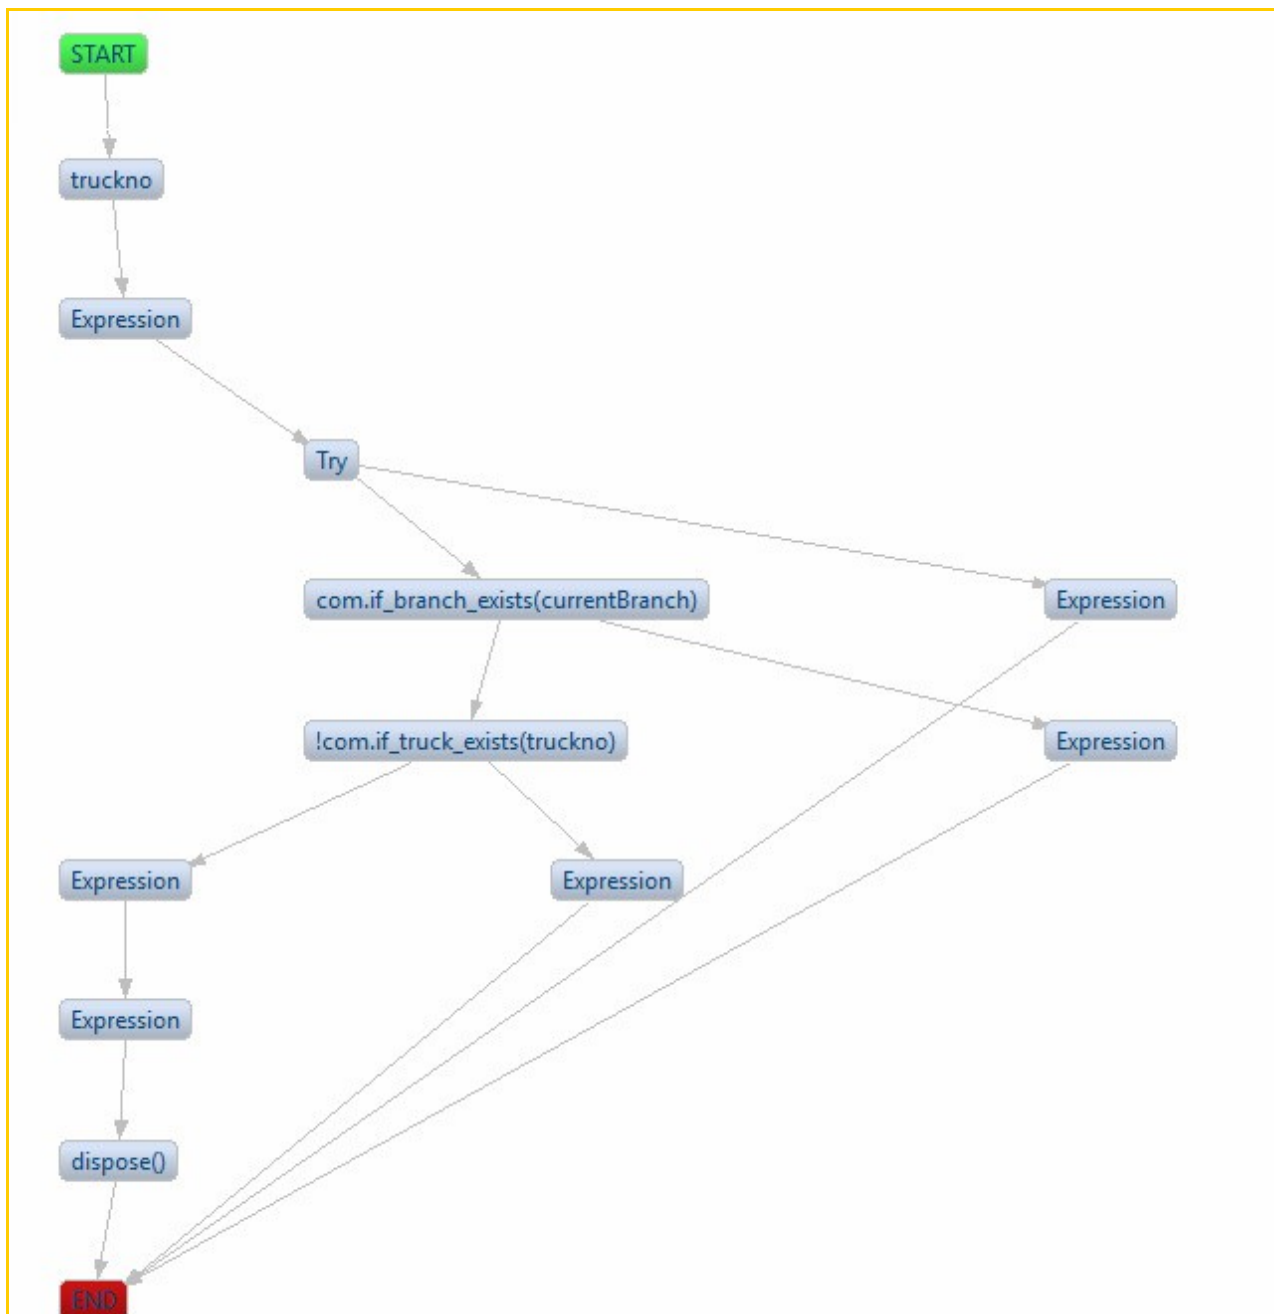 START
truckno
Expression
Try
com.if_branch_exists(currentBranch)
Expression
!com.if_truck_exists(truckno)
Expression
Expression
Expression
Expression
dispose()
END